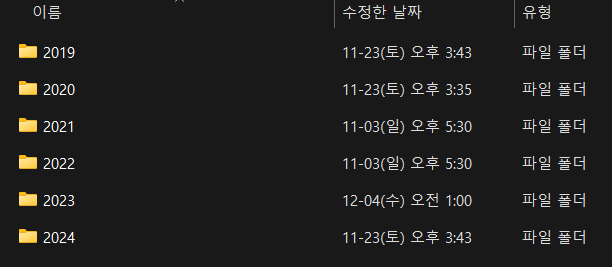 이름 수정한 날짜 유형
2019 11-23(토) 오후 3:43 파일 폴더
2020 11-23(토) 오후 3:35 파일 폴더
2021 11-03(일) 오후 5:30 파일 폴더
2022 11-03(일) 오후 5:30 파일 폴더
2023 12-04(수) 오전 1:00 파일 폴더
2024 11-23(토) 오후 3:43 파일 폴더